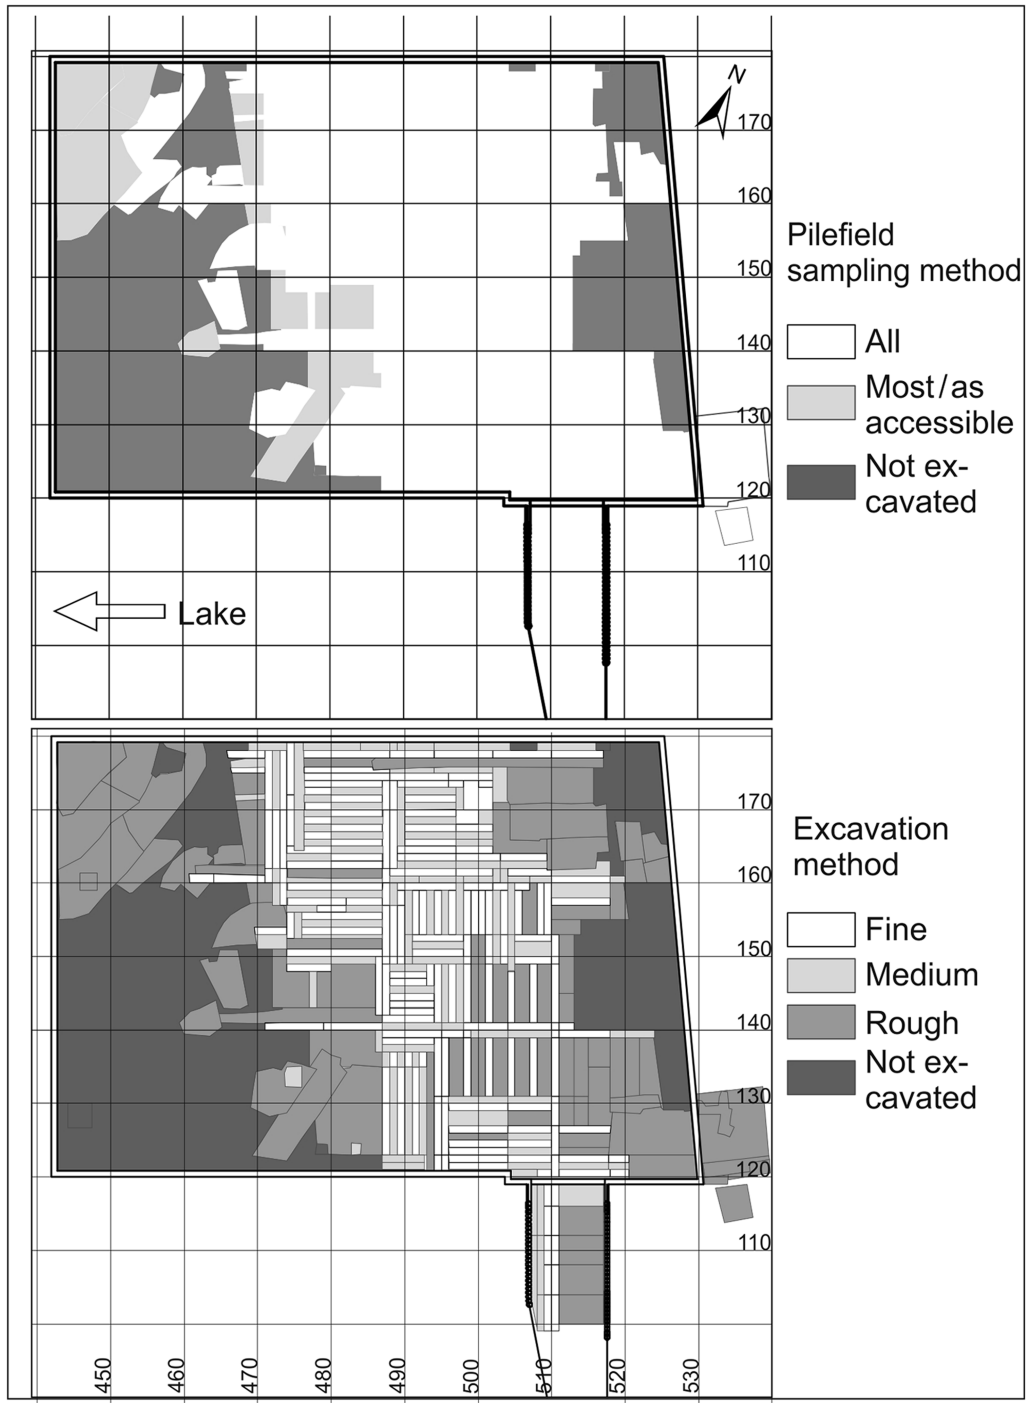 N
170
160
150
140
130
120
110
Lake
Pilefield
sampling method
All
Most/as
accessible
Not ex-
cavated
170
160
150
140
130
120
110
450
460
470
480
490
500
510
520
530
Excavation
method
Fine
Medium
Rough
Not ex-
cavated